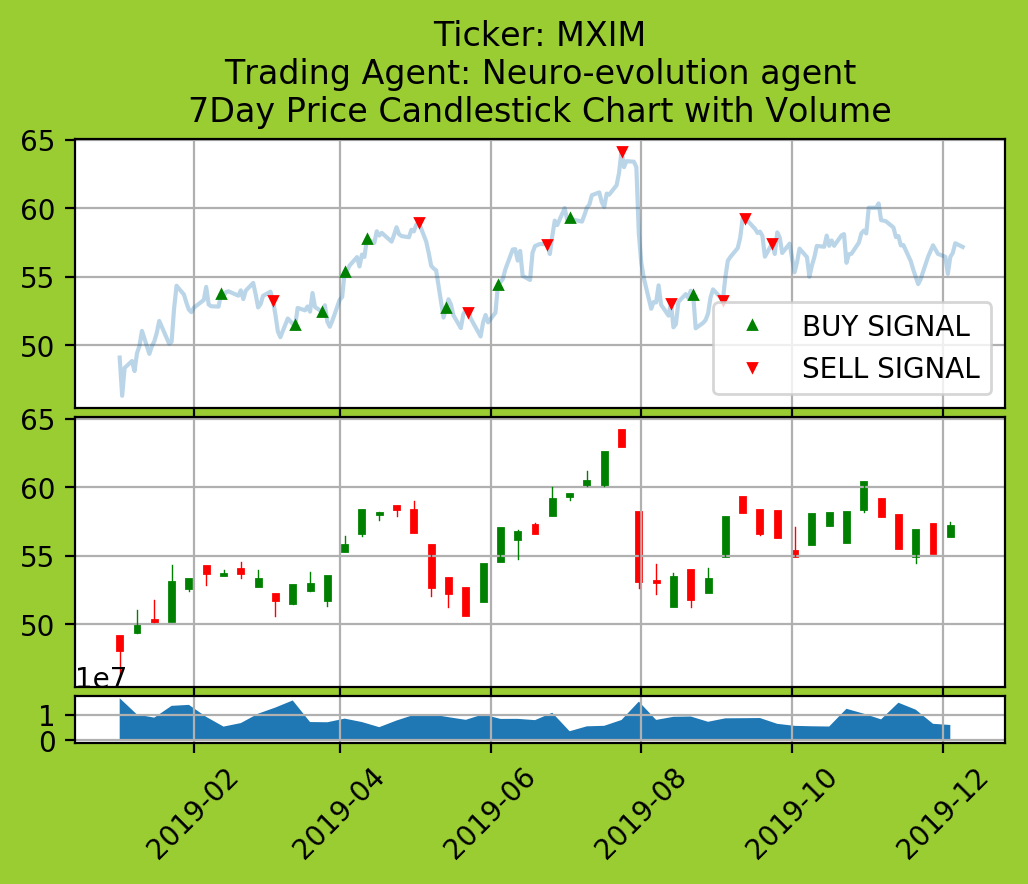 Ticker: MXIM
Trading Agent: Neuro-evolution agent
7Day Price Candlestick Chart with Volume
65
60
55
50
BUY SIGNAL
SELL SIGNAL
65
60
55
50
1e7
1
0
2019-02
2019-04
2019-06
2019-08
2019-10
2019-12